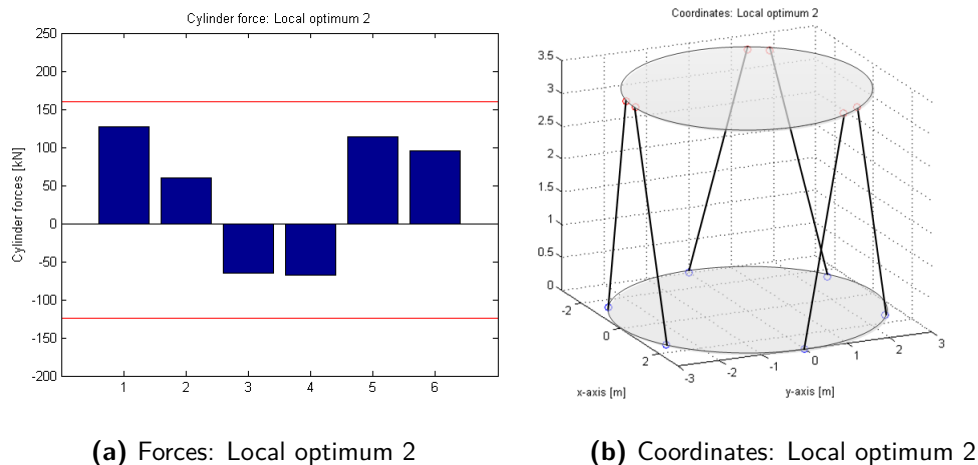 Cylinder force: Local optimum 2
250
200
150
100
50
0
-50
-100
-150
-200
Cylinder forces [kN]
1 2 3 4 5 6
(a) Forces: Local optimum 2
Coordinates: Local optimum 2
3.5
3
2.5
2
1.5
1
0.5
0
-2
0
2
x-axis [m]
-3 -2 -1 0 1 2 3
y-axis [m]
(b) Coordinates: Local optimum 2